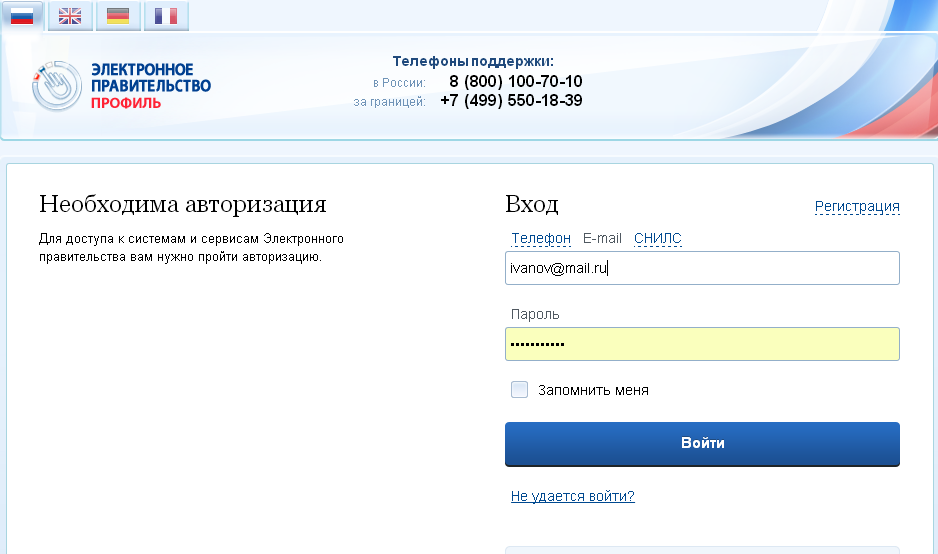 ЭЛЕКТРОННОЕ
ПРАВИТЕЛЬСТВО
ПРОФИЛЬ
Телефоны поддержки:
в России: 8 (800) 100-70-10
за границей: +7 (499) 550-18-39
Необходима авторизация
Для доступа к системам и сервисам Электронного
правительства вам нужно пройти авторизацию.
Вход
Регистрация
Телефон E-mail СНИЛС
ivanov@mail.ru
Пароль
•••••••••••
Запомнить меня
Войти
Не удается войти?